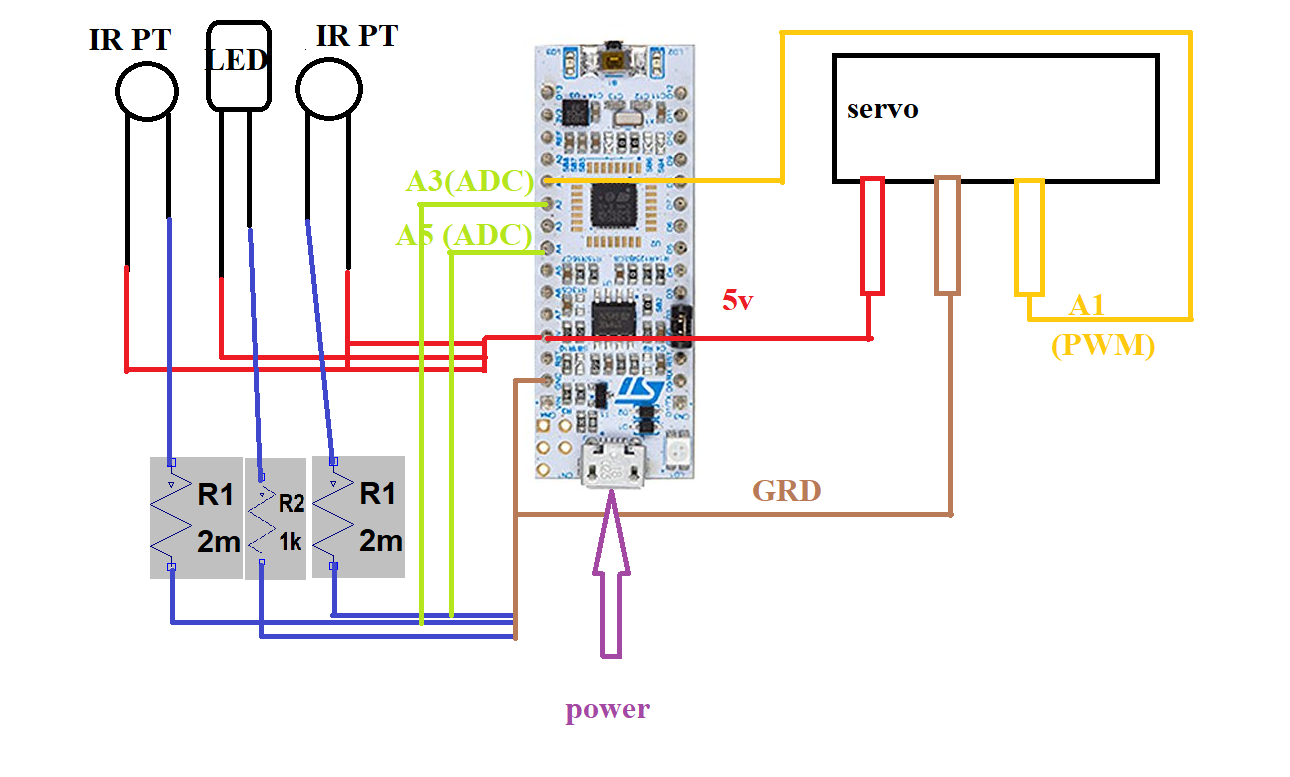 IR PT
LED
IR PT
servo
A3(ADC)
A5 (ADC)
5v
A1
(PWM)
R1
2m
R2
1k
R1
2m
GRD
power